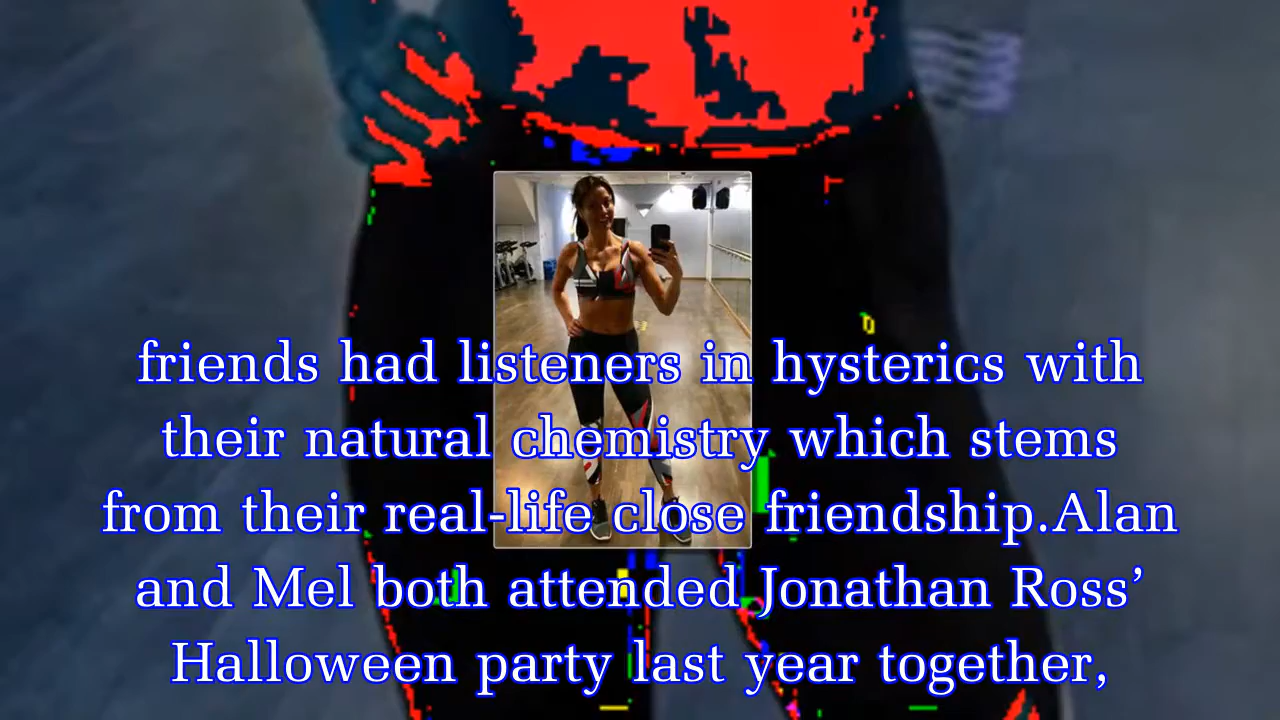 friends had listeners in hysterics with
their natural chemistry which stems
from their real-life close friendship.Alan
and Mel both attended Jonathan Ross’
Halloween party last year together,